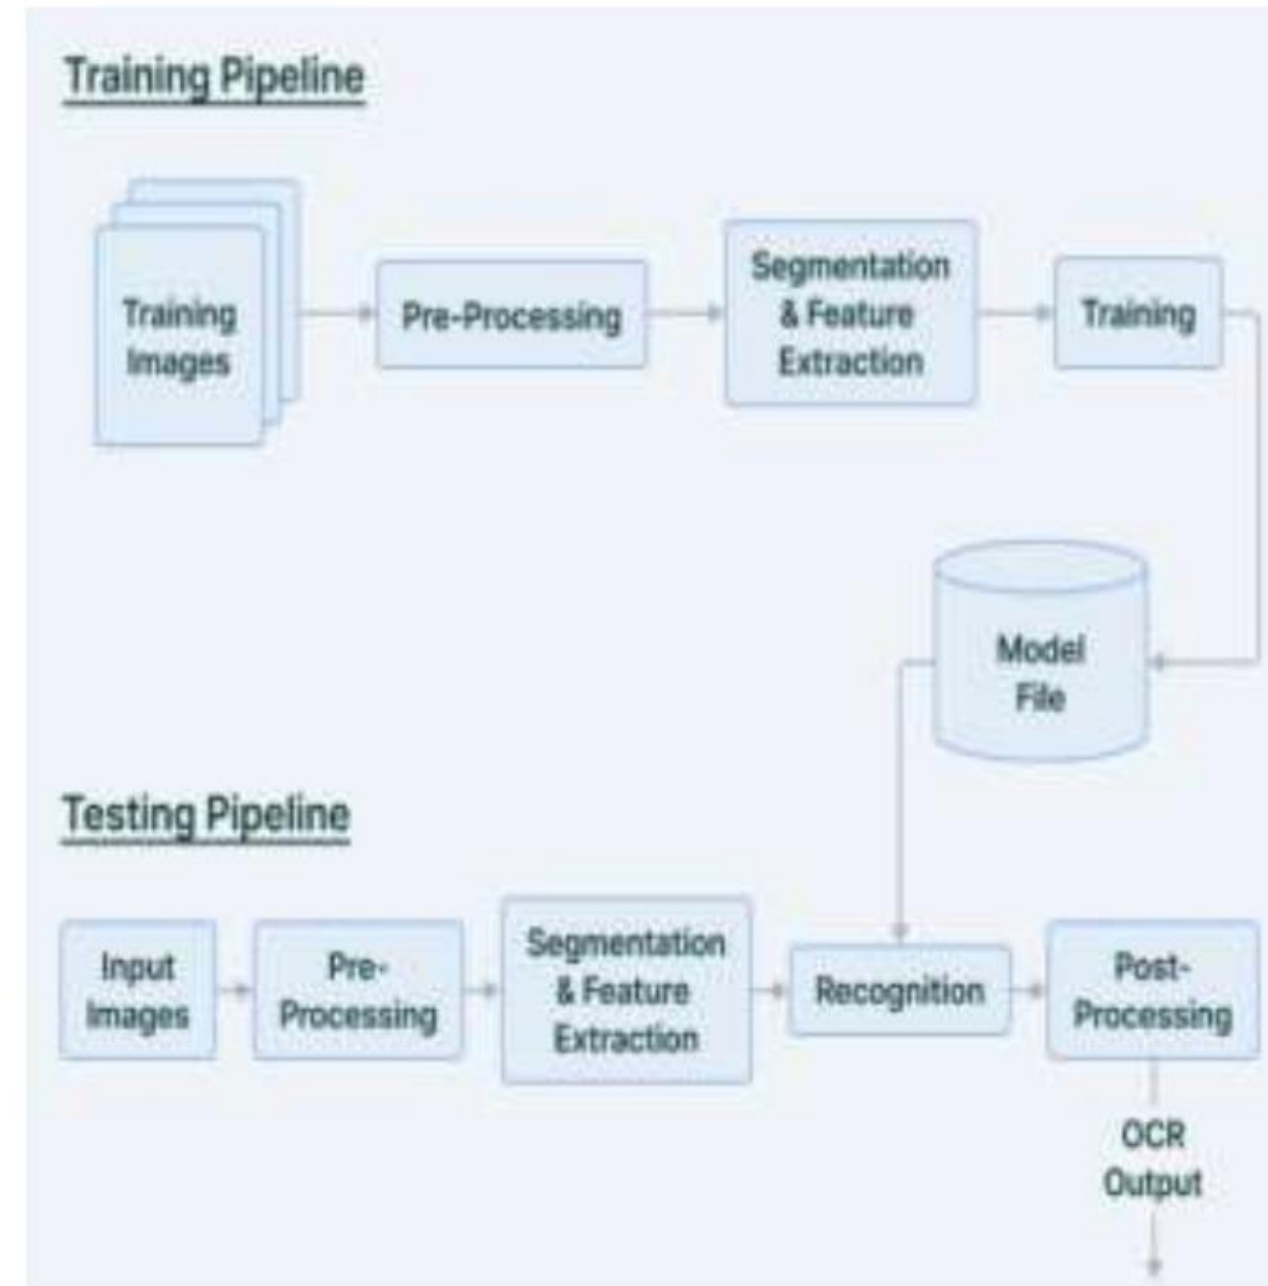 Training Pipeline
Training
Images
Pre-Processing
Segmentation
& Feature
Extraction
Training
Model
File
Testing Pipeline
Input
Images
Pre-
Processing
Segmentation
& Feature
Extraction
Recognition
Post-
Processing
OCR
Output